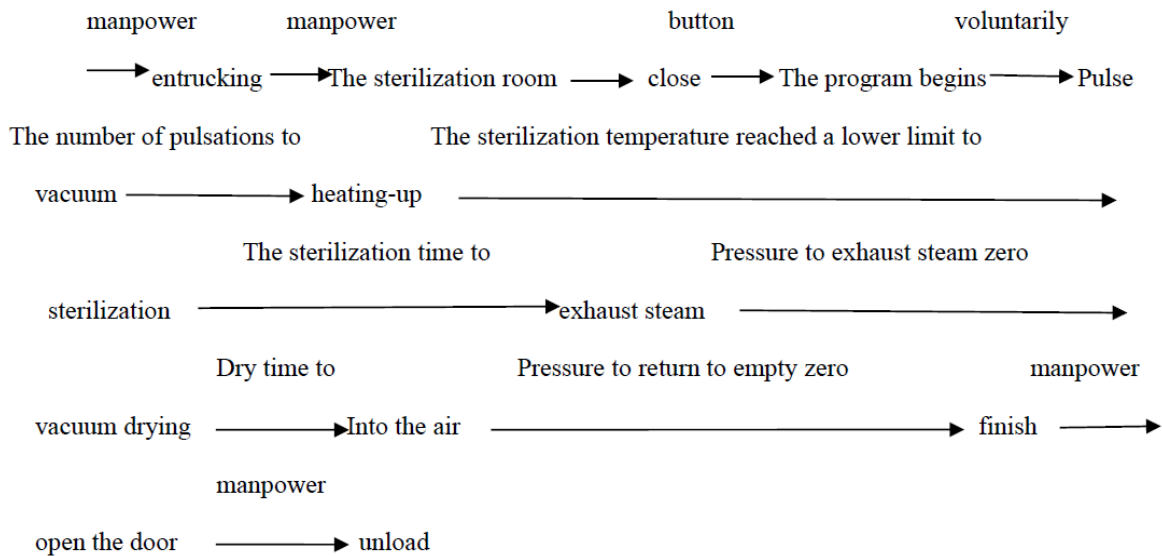 manpower manpower button voluntarily
entrucking The sterilization room close The program begins Pulse
The number of pulsations to The sterilization temperature reached a lower limit to
vacuum heating-up
The sterilization time to Pressure to exhaust steam zero
sterilization exhaust steam
Dry time to Pressure to return to empty zero manpower
vacuum drying Into the air finish
manpower
open the door unload